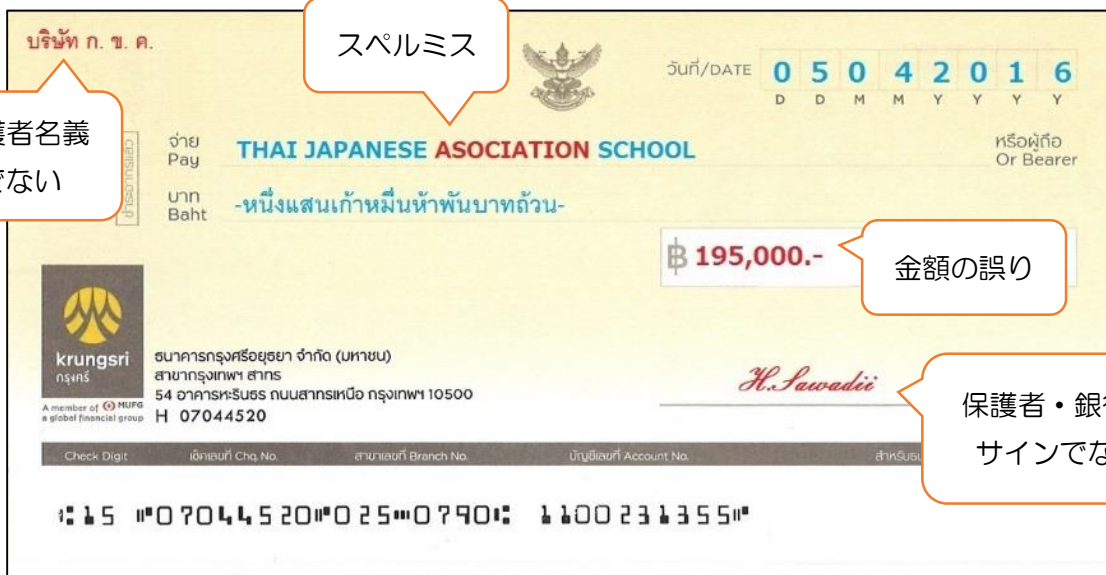 บริษัท ก. ข. ค.
スペルミス
วันที่/DATE 0 5 0 4 2 0 1 6
D D M M Y Y Y Y
護者名義
でない
ชำระอากรแล้ว
จ่าย
Pay
THAI JAPANESE ASOCIATION SCHOOL
หรือผู้ถือ
Or Bearer
บาท
Baht
-หนึ่งแสนเก้าหมื่นห้าพันบาทถ้วน-
฿ 195,000.-
金額の誤り
krungsri
กรุงศรี
A member of MUFG
a global financial group
ธนาคารกรุงศรีอยุธยา จำกัด (มหาชน)
สาขากรุงเทพฯ สาทร
54 อาคารหะรินธร ถนนสาทรเหนือ กรุงเทพฯ 10500
H 07044520
H. Sawadii
保護者・銀
サインでな
Check Digit
เช็คเลขที่ Chq. No.
สาขาเลขที่ Branch No.
บัญชีเลขที่ Account No.
⑆15 ⑈07044520⑈025⑉0790⑆ 1100231355⑈